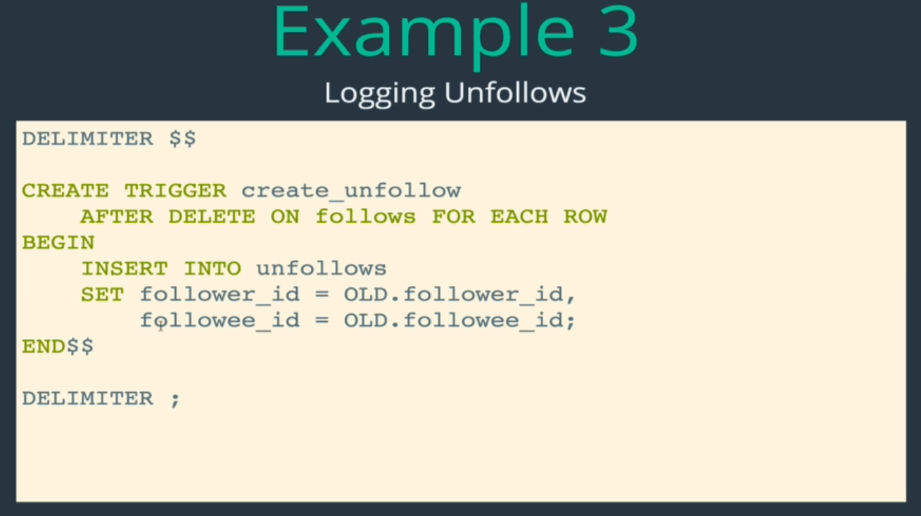 Example 3
Logging Unfollows
DELIMITER $$
CREATE TRIGGER create_unfollow
AFTER DELETE ON follows FOR EACH ROW
BEGIN
INSERT INTO unfollows
SET follower_id = OLD.follower_id,
followee_id = OLD.followee_id;
END$$
DELIMITER ;